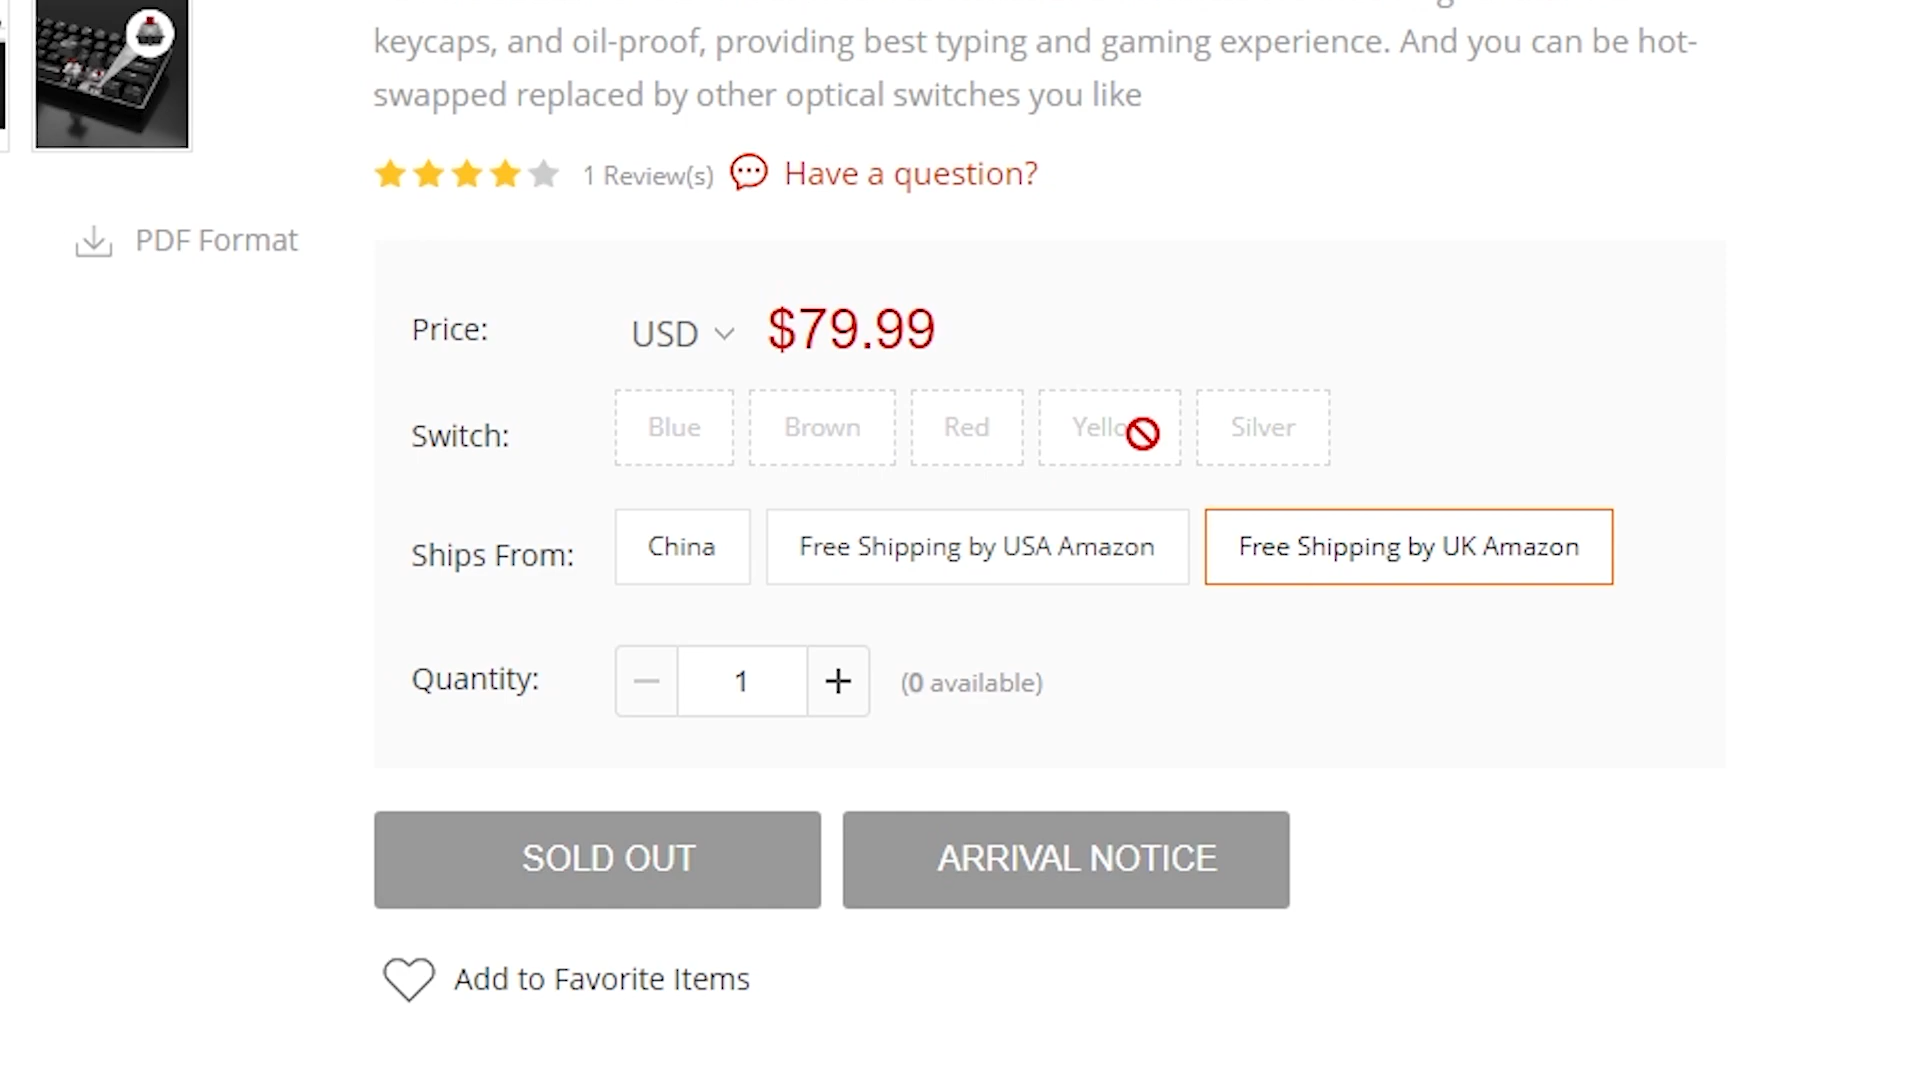 keycaps, and oil-proof, providing best typing and gaming experience. And you can be hot-
swapped replaced by other optical switches you like
1 Review(s) Have a question?
PDF Format
Price: USD $79.99
Switch: Blue Brown Red Silver
Ships From: China Free Shipping by USA Amazon Free Shipping by UK Amazon
Quantity: − 1 + (0 available)
SOLD OUT ARRIVAL NOTICE
Add to Favorite Items